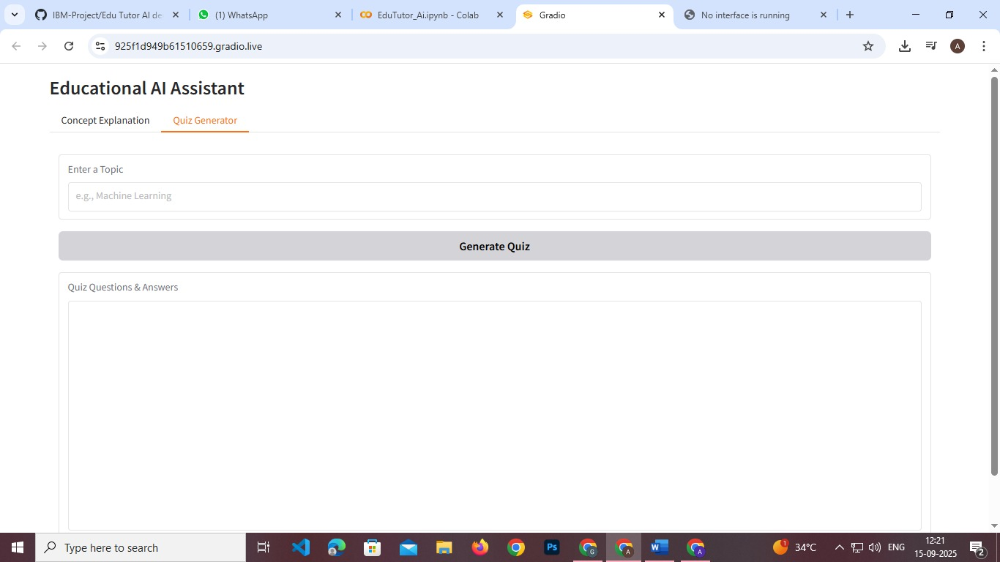 IBM-Project/Edu Tutor AI de
(1) WhatsApp
EduTutor_Ai.ipynb - Colab
Gradio
No interface is running
925f1d949b61510659.gradio.live
A
Educational AI Assistant
Concept Explanation
Quiz Generator
Enter a Topic
e.g., Machine Learning
Generate Quiz
Quiz Questions & Answers
Type here to search
Ps
G
A
W
A
1
34°C
ENG
12:21
15-09-2025
2